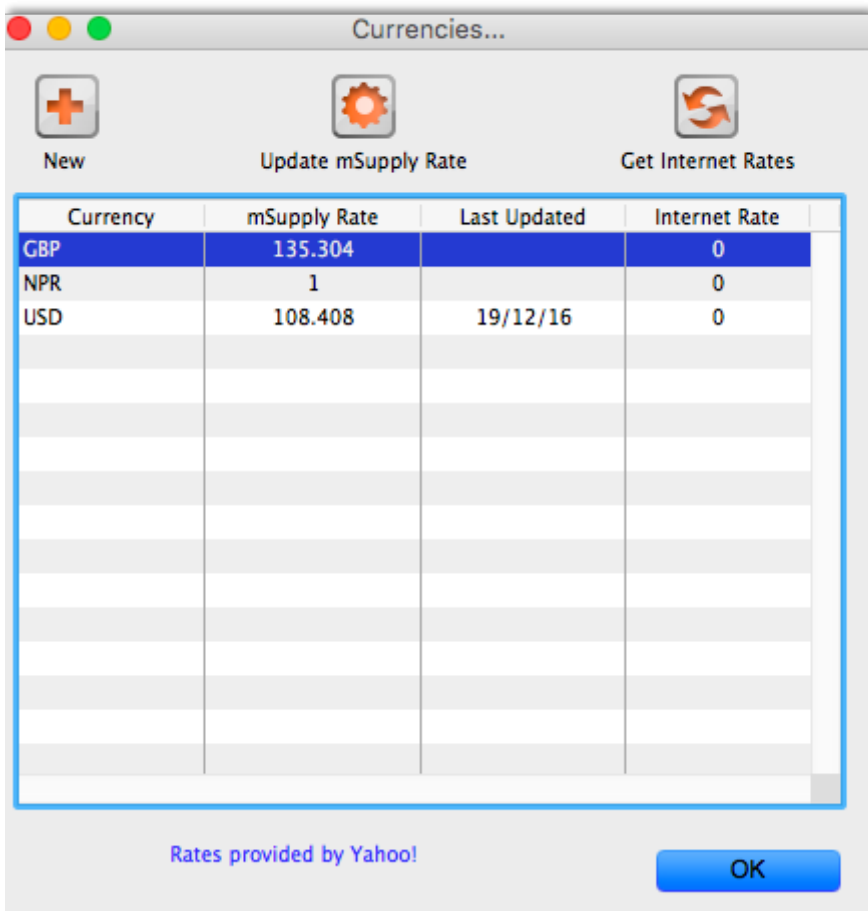 Currencies...
New Update mSupply Rate Get Internet Rates
Currency mSupply Rate Last Updated Internet Rate
GBP 135.304 0
NPR 1 0
USD 108.408 19/12/16 0
Rates provided by Yahoo!
OK